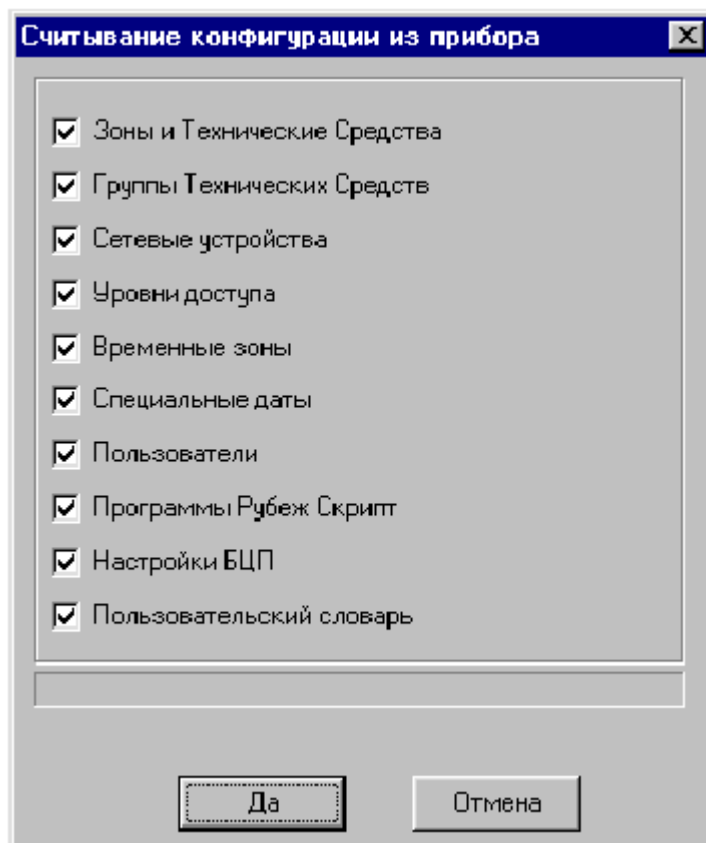 Считывание конфигурации из прибора
Зоны и Технические Средства
Группы Технических Средств
Сетевые устройства
Уровни доступа
Временные зоны
Специальные даты
Пользователи
Программы Рубеж Скрипт
Настройки БЦП
Пользовательский словарь
Да
Отмена